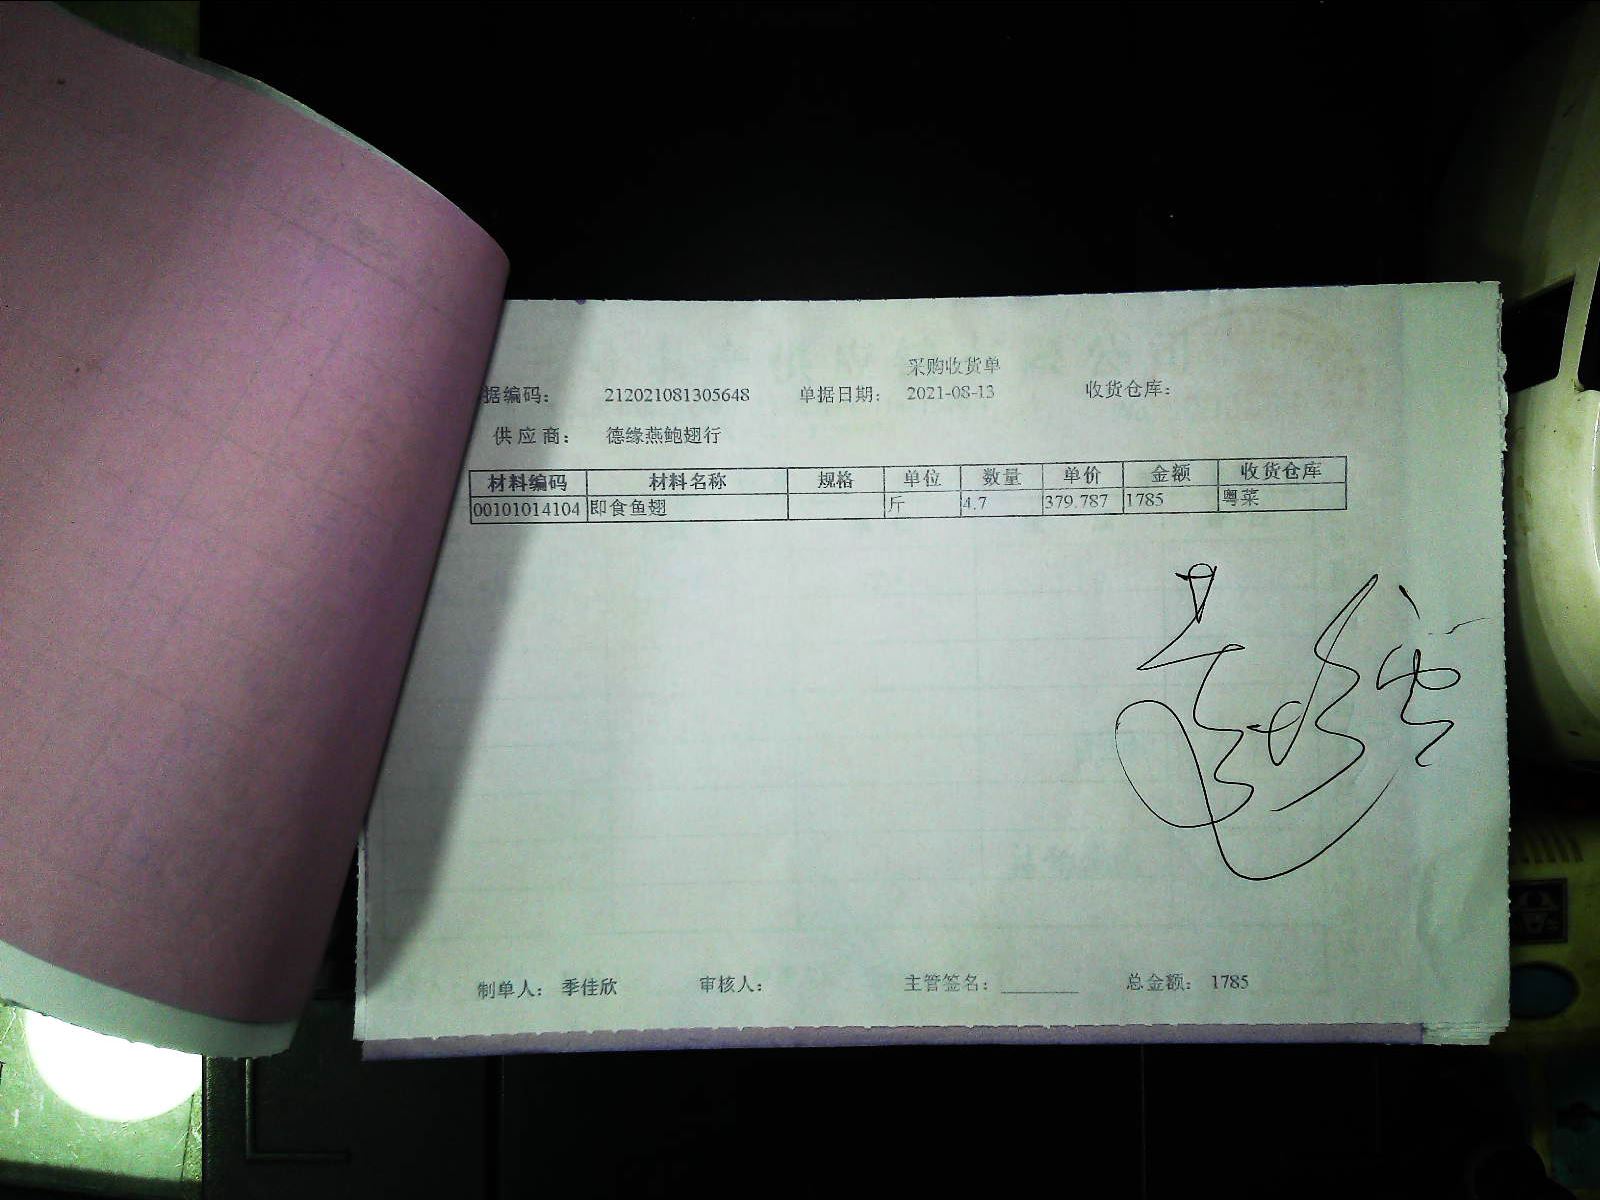 采购收货单
据编码: 212021081305648 单据日期: 2021-08-13 收货仓库:
供应商: 德缘燕鲍翅行
材料编码 材料名称 规格 单位 数量 单价 金额 收货仓库
00101014104 即食鱼翅 斤 4.7 379.787 1785 粤菜
制单人: 季佳欣 审核人: 主管签名: 总金额: 1785